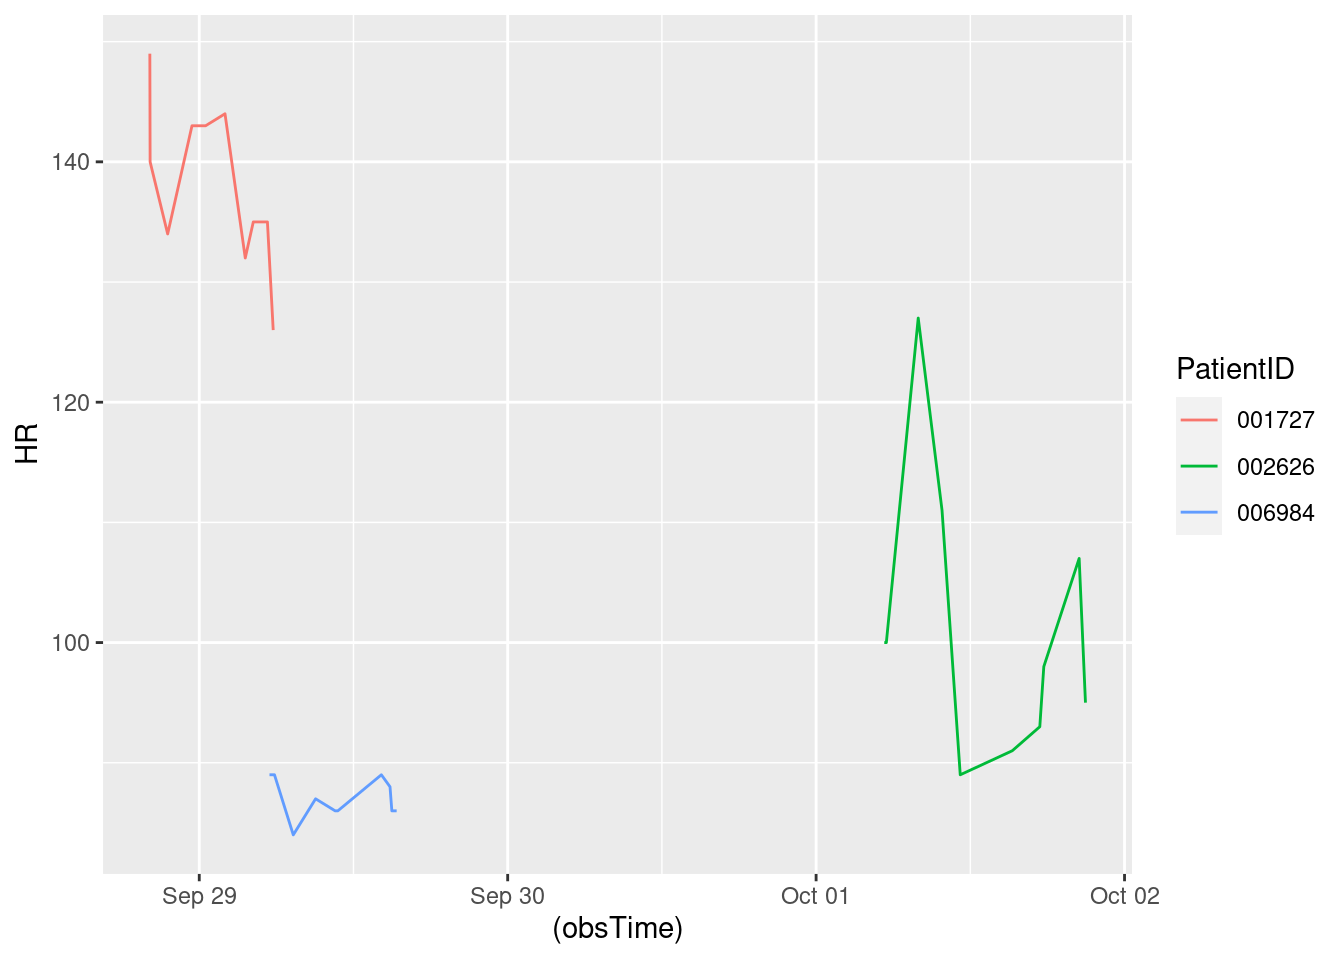 140
120
100
HR
Sep 29
Sep 30
Oct 01
Oct 02
(obsTime)
PatientID
001727
002626
006984